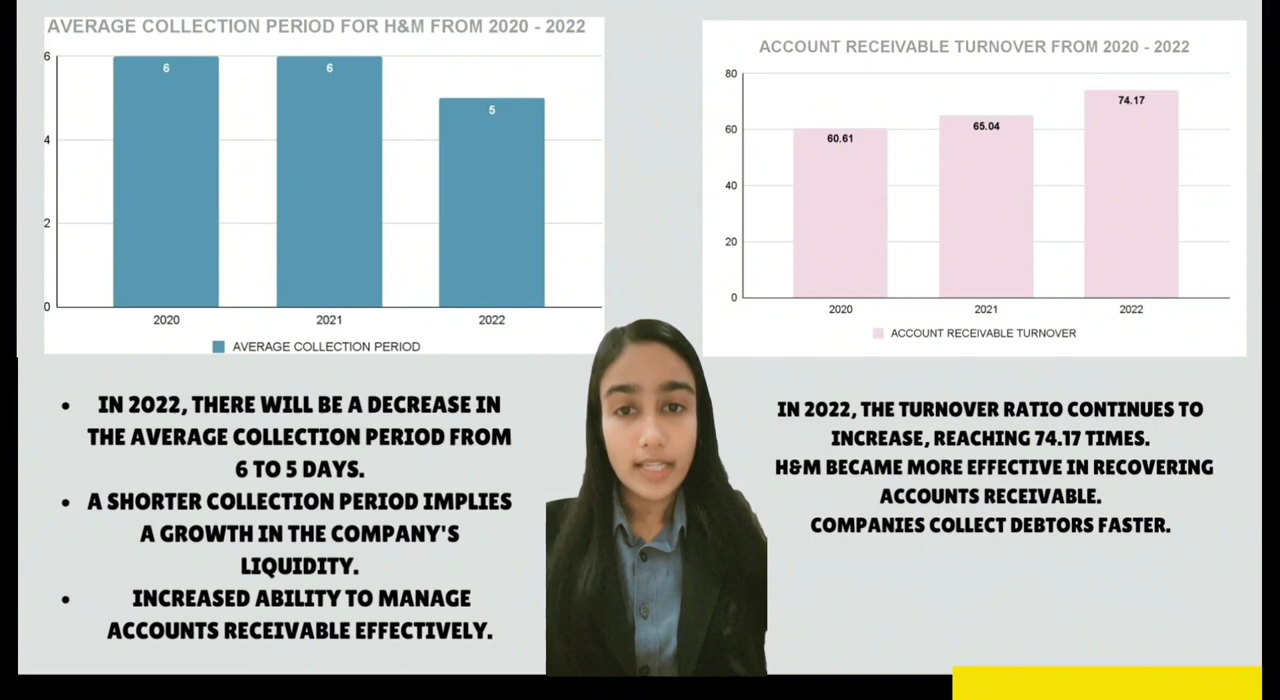 AVERAGE COLLECTION PERIOD FOR H&M FROM 2020 - 2022
6
4
2
0
6
6
5
2020
2021
2022
AVERAGE COLLECTION PERIOD
ACCOUNT RECEIVABLE TURNOVER FROM 2020 - 2022
80
60
40
20
0
60.61
65.04
74.17
2020
2021
2022
ACCOUNT RECEIVABLE TURNOVER
• IN 2022, THERE WILL BE A DECREASE IN
THE AVERAGE COLLECTION PERIOD FROM
6 TO 5 DAYS.
• A SHORTER COLLECTION PERIOD IMPLIES
A GROWTH IN THE COMPANY'S
LIQUIDITY.
• INCREASED ABILITY TO MANAGE
ACCOUNTS RECEIVABLE EFFECTIVELY.
IN 2022, THE TURNOVER RATIO CONTINUES TO
INCREASE, REACHING 74.17 TIMES.
H&M BECAME MORE EFFECTIVE IN RECOVERING
ACCOUNTS RECEIVABLE.
COMPANIES COLLECT DEBTORS FASTER.